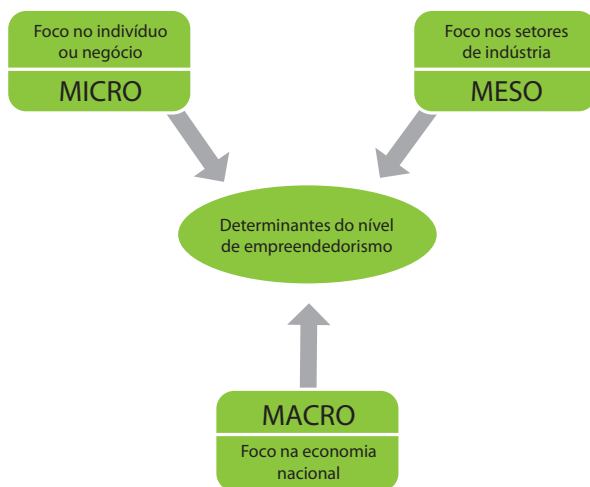 Foco no indivíduo
ou negócio
MICRO
Foco nos setores
de indústria
MESO
Determinantes do nível
de empreendedorismo
MACRO
Foco na economia
nacional